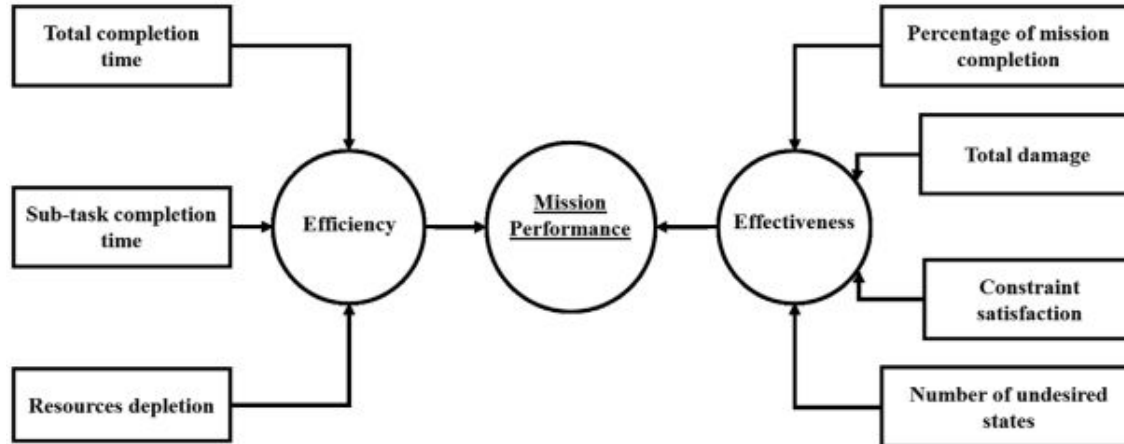 Total completion
time
Percentage of mission
completion
Total damage
Sub-task completion
time
Efficiency
Mission
Performance
Effectiveness
Constraint
satisfaction
Resources depletion
Number of undesired
states